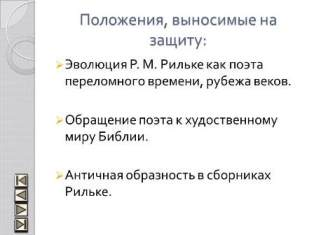 Положения, выносимые на
защиту:
Эволюция Р. М. Рильке как поэта
переломного времени, рубежа веков.
Обращение поэта к худоственному
миру Библии.
Античная образность в сборниках
Рильке.